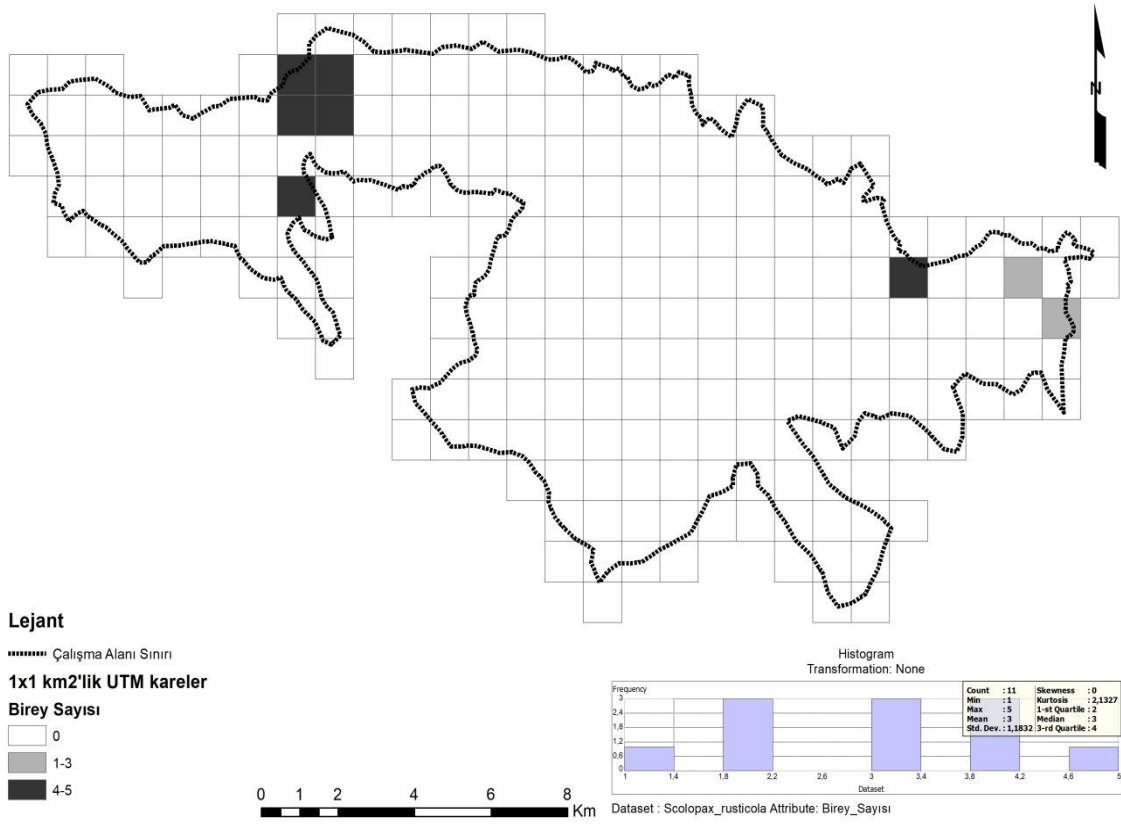 N
Lejant
Çalışma Alanı Sınırı
1x1 km2'lik UTM kareler
Birey Sayısı
0
1-3
4-5
0 1 2 4 6 8
Km
Histogram
Transformation: None
Frequency
3
2,4
1,8
1,2
0,6
0
Count : 11 Skewness : 0
Min : 1 Kurtosis : 2,1327
Max : 5 1-st Quartile : 2
Mean : 3 Median : 3
Std. Dev. : 1,1832 3-rd Quartile : 4
1 1,4 1,8 2,2 2,6 3 3,4 3,8 4,2 4,6 5
Dataset
Dataset : Scolopax_rusticola Attribute: Birey_Sayısı